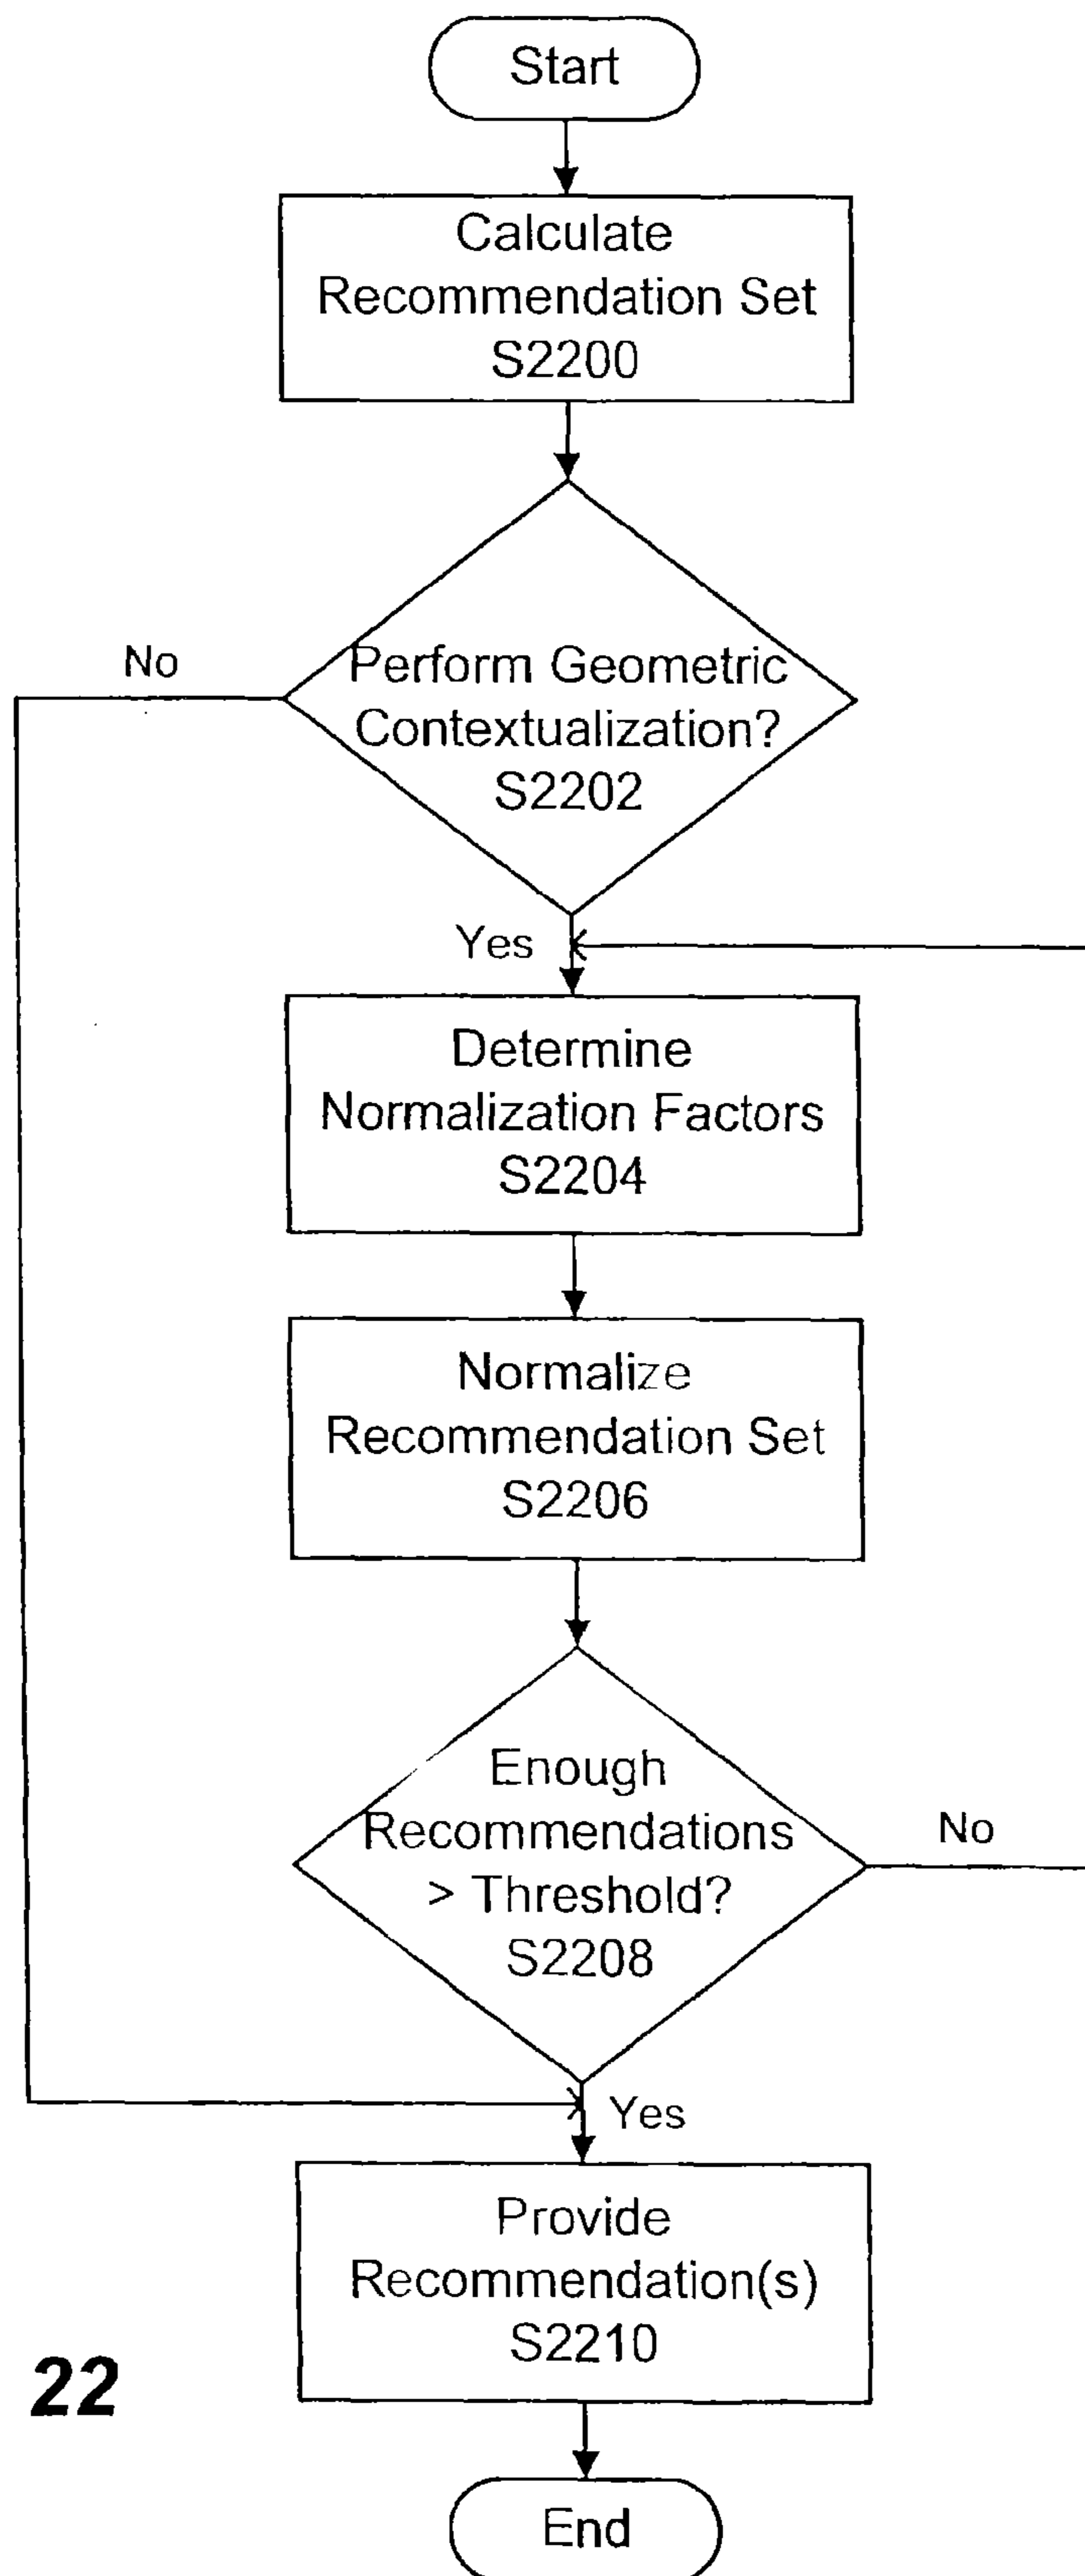 Start
Calculate
Recommendation Set
S2200
No
Perform Geometric
Contextualization?
S2202
Yes
Determine
Normalization Factors
S2204
Normalize
Recommendation Set
S2206
Enough
Recommendations
> Threshold?
S2208
No
Yes
Provide
Recommendation(s)
S2210
22
End